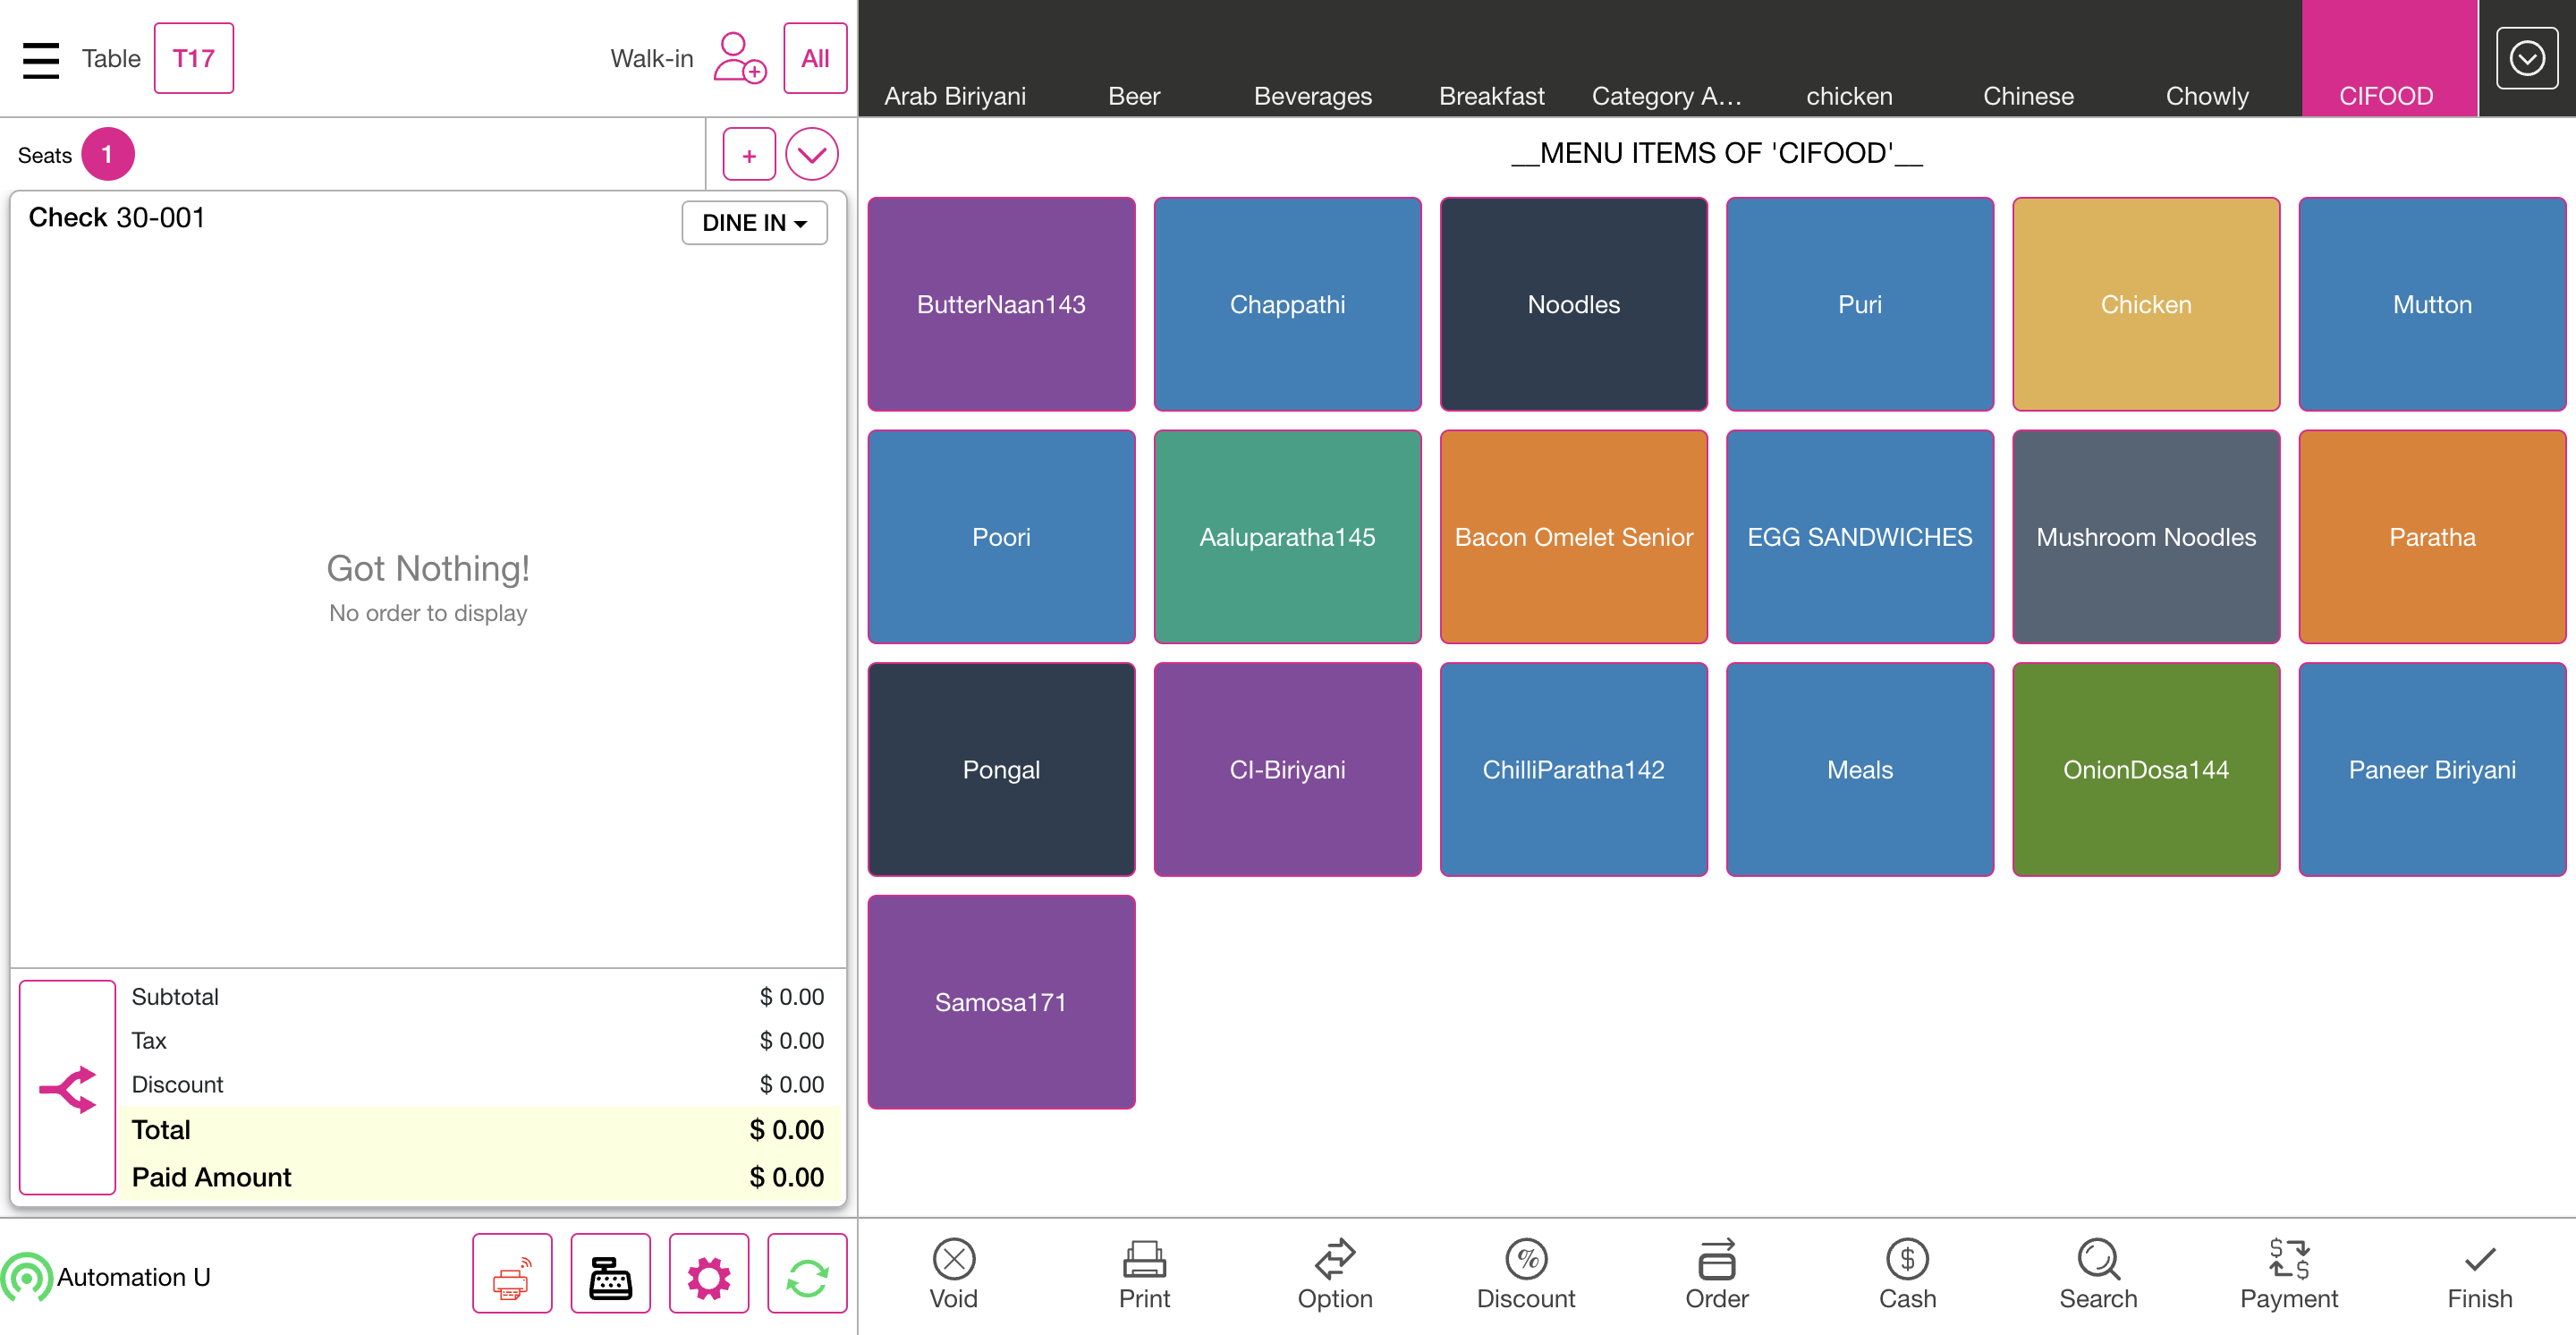 Table T17 Walk-in All
Arab Biriyani Beer Beverages Breakfast Category A... chicken Chinese Chowly CIFOOD
Seats 1 +
__MENU ITEMS OF 'CIFOOD'__
Check 30-001 DINE IN
Got Nothing!
No order to display
Subtotal $ 0.00
Tax $ 0.00
Discount $ 0.00
Total $ 0.00
Paid Amount $ 0.00
ButterNaan143 Chappathi Noodles Puri Chicken Mutton
Poori Aaluparatha145 Bacon Omelet Senior EGG SANDWICHES Mushroom Noodles Paratha
Pongal CI-Biriyani ChilliParatha142 Meals OnionDosa144 Paneer Biriyani
Samosa171
Automation U
Void Print Option Discount Order Cash Search Payment Finish